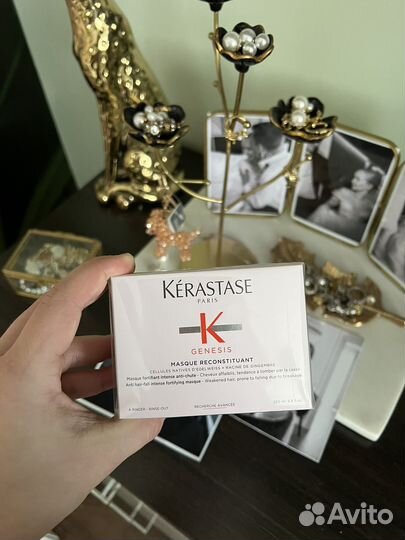 KÉRASTASE
PARIS
K
GENESIS
MASQUE RECONSTITUANT
CELLULES NATIVES D'EDELWEISS + RACINE DE GINGEMBRE
Masque fortifiant intense anti-chute - Cheveux affaiblis, tendance à tomber par la casse
Anti hair-fall intense fortifying masque - Weakened hair, prone to falling due to breakage
À RINCER - RINSE-OUT
RECHERCHE AVANCÉE
Avito